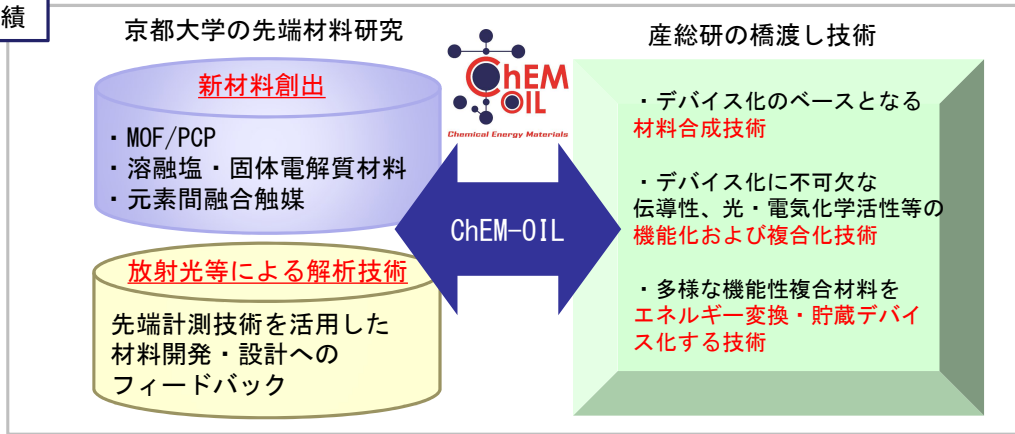 績
京都大学の先端材料研究
新材料創出
・MOF/PCP
・溶融塩・固体電解質材料
・元素間融合触媒
放射光等による解析技術
先端計測技術を活用した
材料開発・設計への
フィードバック
ChEM
OIL
Chemical Energy Materials
ChEM-OIL
産総研の橋渡し技術
・デバイス化のベースとなる
材料合成技術
・デバイス化に不可欠な
伝導性、光・電気化学活性等の
機能化および複合化技術
・多様な機能性複合材料を
エネルギー変換・貯蔵デバイ
ス化する技術